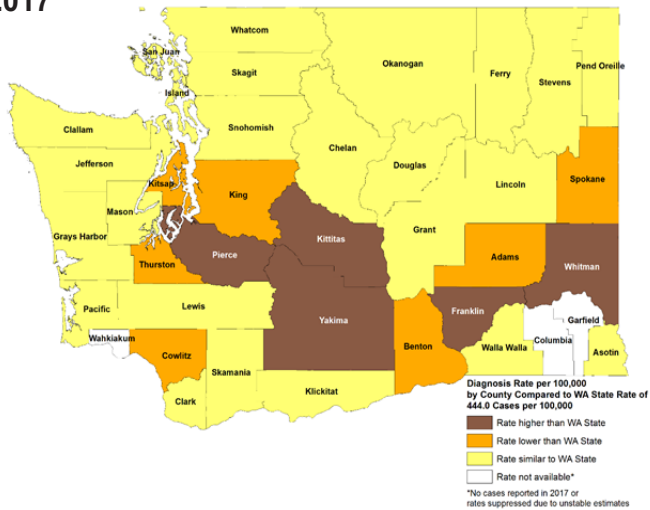 2017
Whatcom
San Juan
Okanogan
Pend Oreille
Skagit
Ferry
Stevens
Island
Snohomish
Clallam
Chelan
Jefferson
Douglas
Kitsap
Lincoln
Spokane
King
Mason
Grant
Grays Harbor
Kittitas
Pierce
Adams
Thurston
Whitman
Pacific
Lewis
Franklin
Yakima
Garfield
Wahkiakum
Columbia
Benton
Walla Walla
Cowlitz
Asotin
Skamania
Klickitat
Clark
Diagnosis Rate per 100,000
by County Compared to WA State Rate of
444.0 Cases per 100,000
Rate higher than WA State
Rate lower than WA State
Rate similar to WA State
Rate not available*
*No cases reported in 2017 or
rates suppressed due to unstable estimates